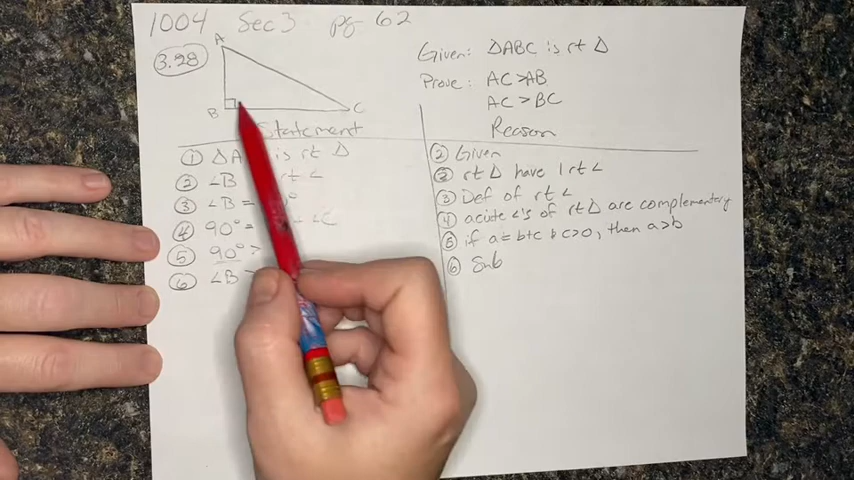 1004 Sec 3 pg 62
3.28
A
B
C
Given: △ABC is rt △
Prove: AC > AB
AC > BC
Statement
Reason
① △A is rt △
② Given
② ∠B rt ∠
② rt △ have 1 rt ∠
③ ∠B = °
③ Def of rt ∠
④ 90° = ∠C
④ acute ∠'s of rt △ are complementary
⑤ 90° >
⑤ if a = b+c & c>0, then a>b
⑥ ∠B >
⑥ Sub